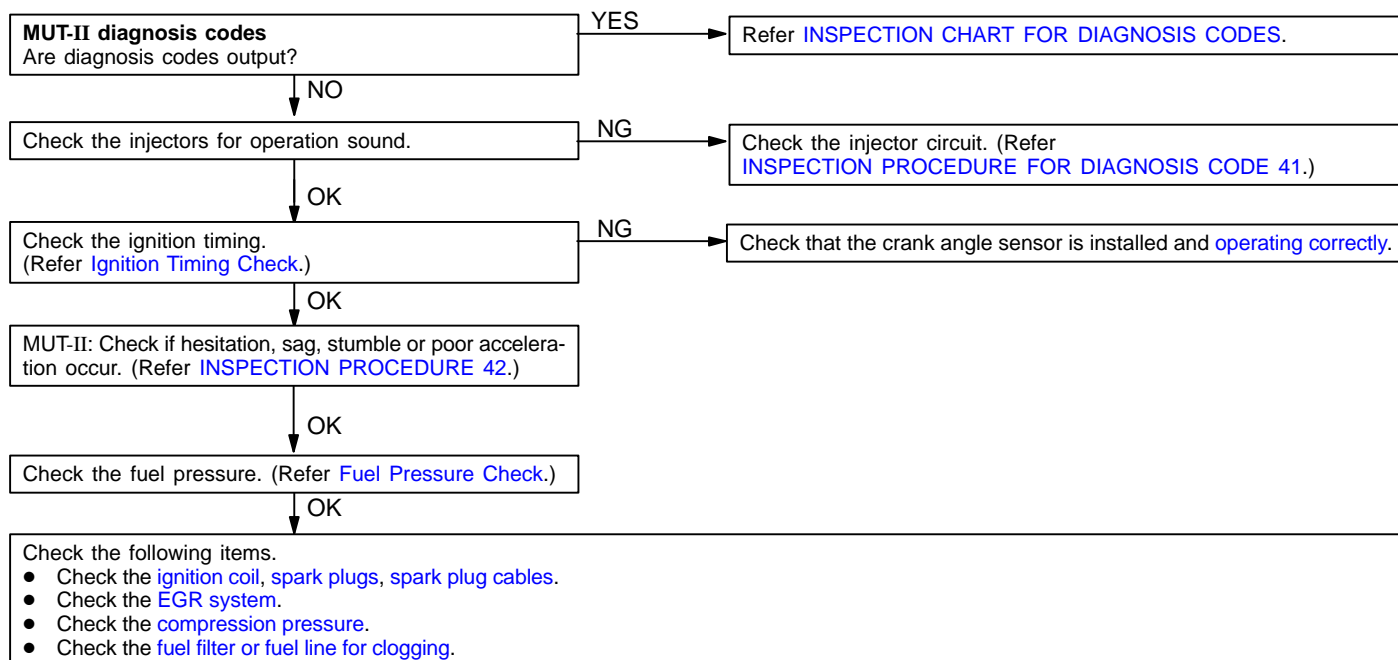 MUT-II diagnosis codes
Are diagnosis codes output?
YES
Refer INSPECTION CHART FOR DIAGNOSIS CODES.
NO
Check the injectors for operation sound.
NG
Check the injector circuit. (Refer
INSPECTION PROCEDURE FOR DIAGNOSIS CODE 41.)
OK
Check the ignition timing.
(Refer Ignition Timing Check.)
NG
Check that the crank angle sensor is installed and operating correctly.
OK
MUT-II: Check if hesitation, sag, stumble or poor accelera-
tion occur. (Refer INSPECTION PROCEDURE 42.)
OK
Check the fuel pressure. (Refer Fuel Pressure Check.)
OK
Check the following items.
● Check the ignition coil, spark plugs, spark plug cables.
● Check the EGR system.
● Check the compression pressure.
● Check the fuel filter or fuel line for clogging.